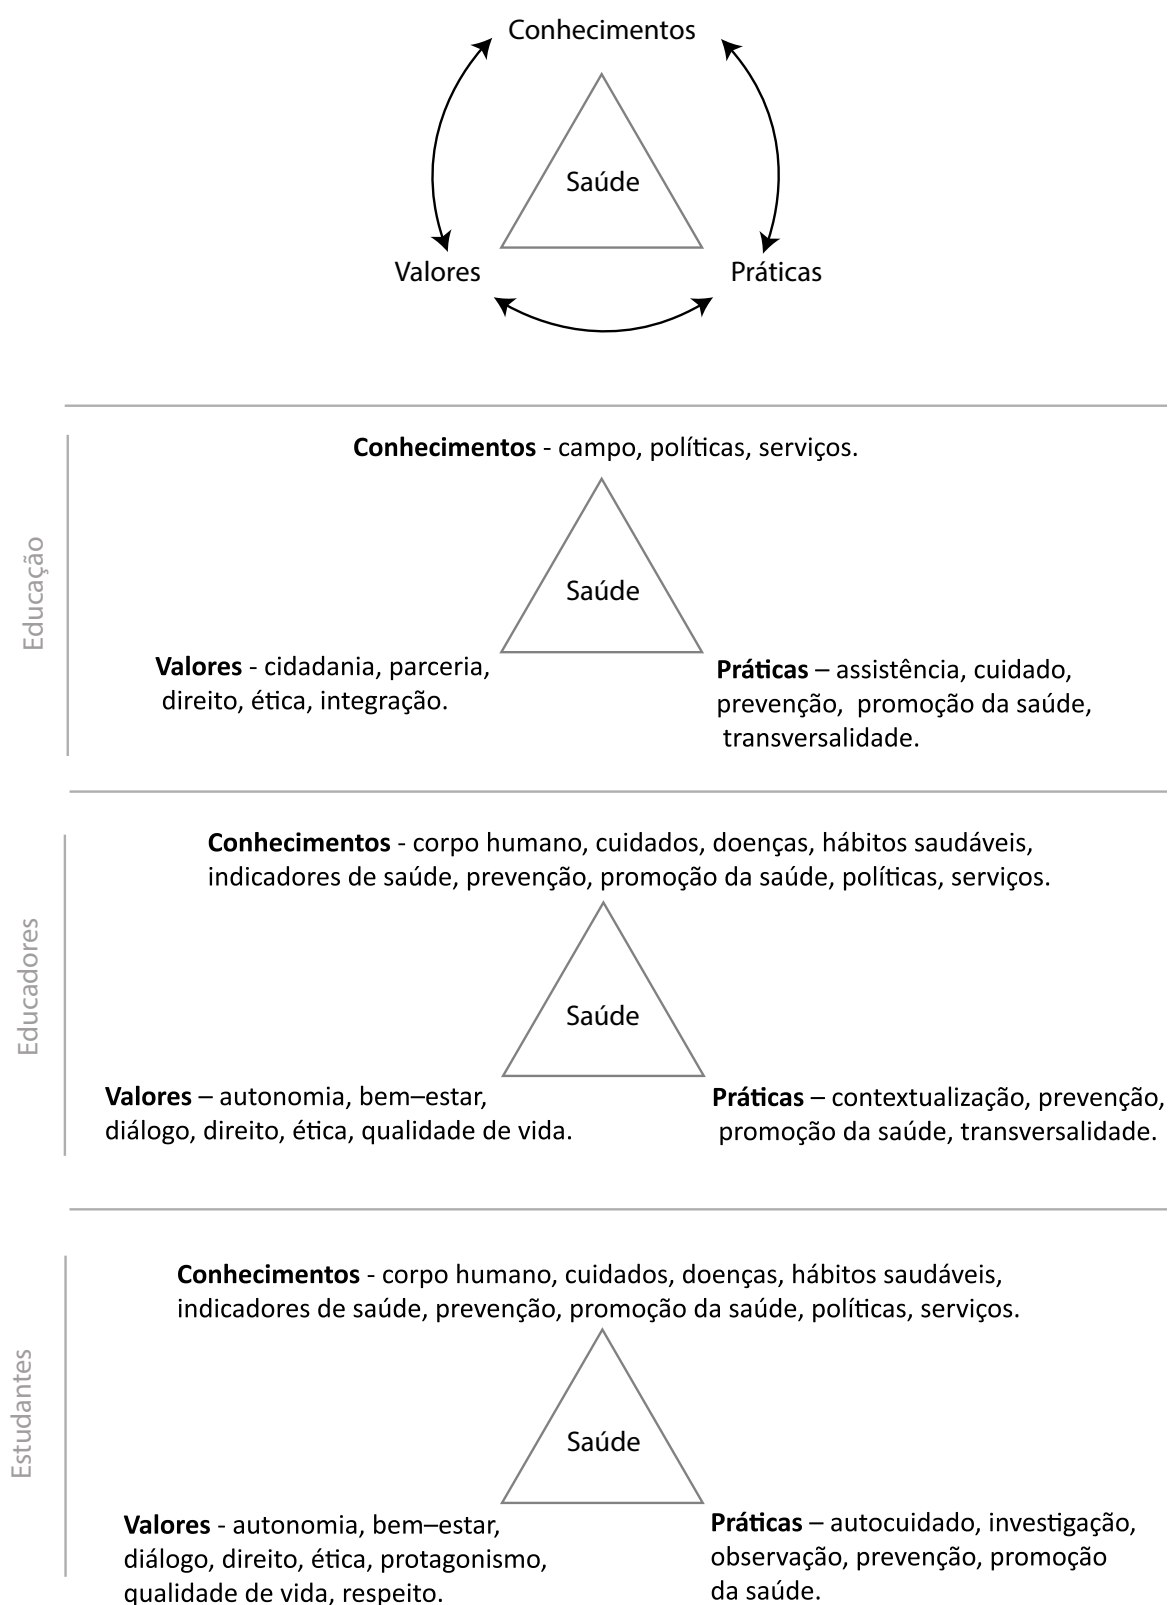 Conhecimentos
Saúde
Valores
Práticas
Educação
Conhecimentos - campo, políticas, serviços.
Saúde
Valores - cidadania, parceria,
direito, ética, integração.
Práticas – assistência, cuidado,
prevenção, promoção da saúde,
transversalidade.
Educadores
Conhecimentos - corpo humano, cuidados, doenças, hábitos saudáveis,
indicadores de saúde, prevenção, promoção da saúde, políticas, serviços.
Saúde
Valores – autonomia, bem–estar,
diálogo, direito, ética, qualidade de vida.
Práticas – contextualização, prevenção,
promoção da saúde, transversalidade.
Estudantes
Conhecimentos - corpo humano, cuidados, doenças, hábitos saudáveis,
indicadores de saúde, prevenção, promoção da saúde, políticas, serviços.
Saúde
Valores - autonomia, bem–estar,
diálogo, direito, ética, protagonismo,
qualidade de vida, respeito.
Práticas – autocuidado, investigação,
observação, prevenção, promoção
da saúde.